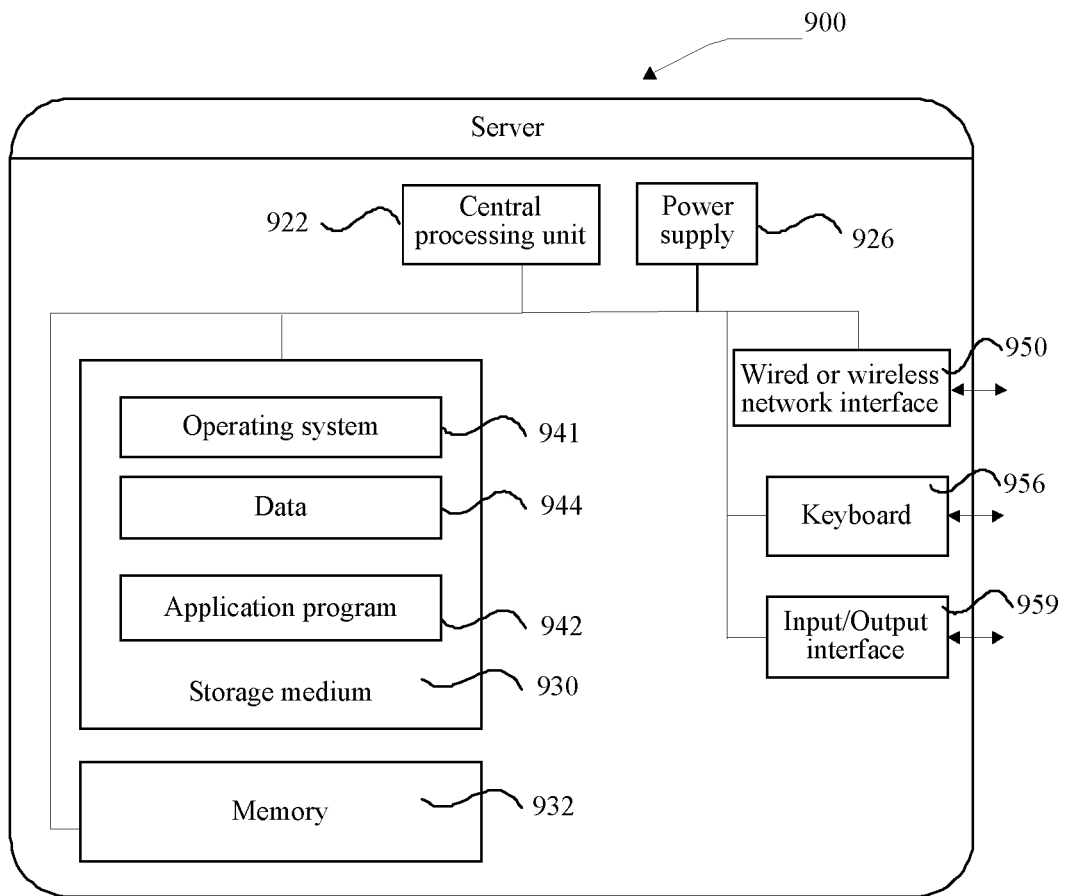 900
Server
922
Central
processing unit
Power
supply
926
950
Wired or wireless
network interface
Operating system
941
956
Keyboard
Data
944
959
Input/Output
interface
Application program
942
Storage medium
930
Memory
932